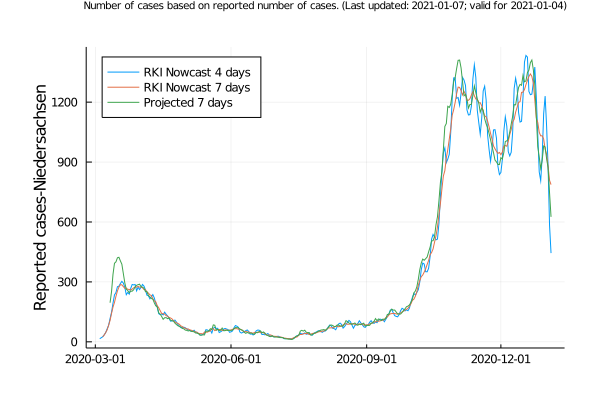 Number of cases based on reported number of cases. (Last updated: 2021-01-07; valid for 2021-01-04)
RKI Nowcast 4 days
RKI Nowcast 7 days
Projected 7 days
Reported cases-Niedersachsen
1200
900
600
300
0
2020-03-01
2020-06-01
2020-09-01
2020-12-01